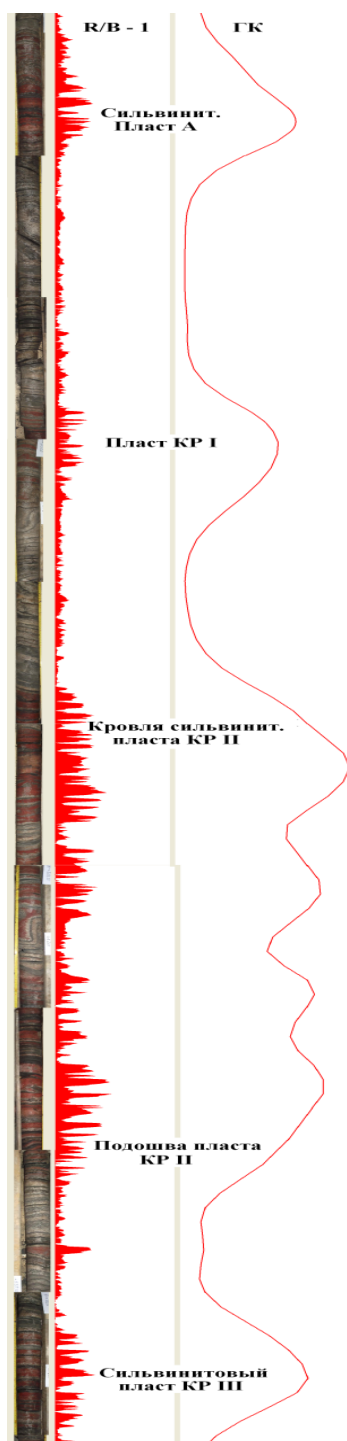 R/B - 1 ГК
Сильвинит.
Пласт А
Пласт КР I
Кровля сильвинит.
пласта КР II
Подошва пласта
КР II
Сильвинитовый
пласт КР III